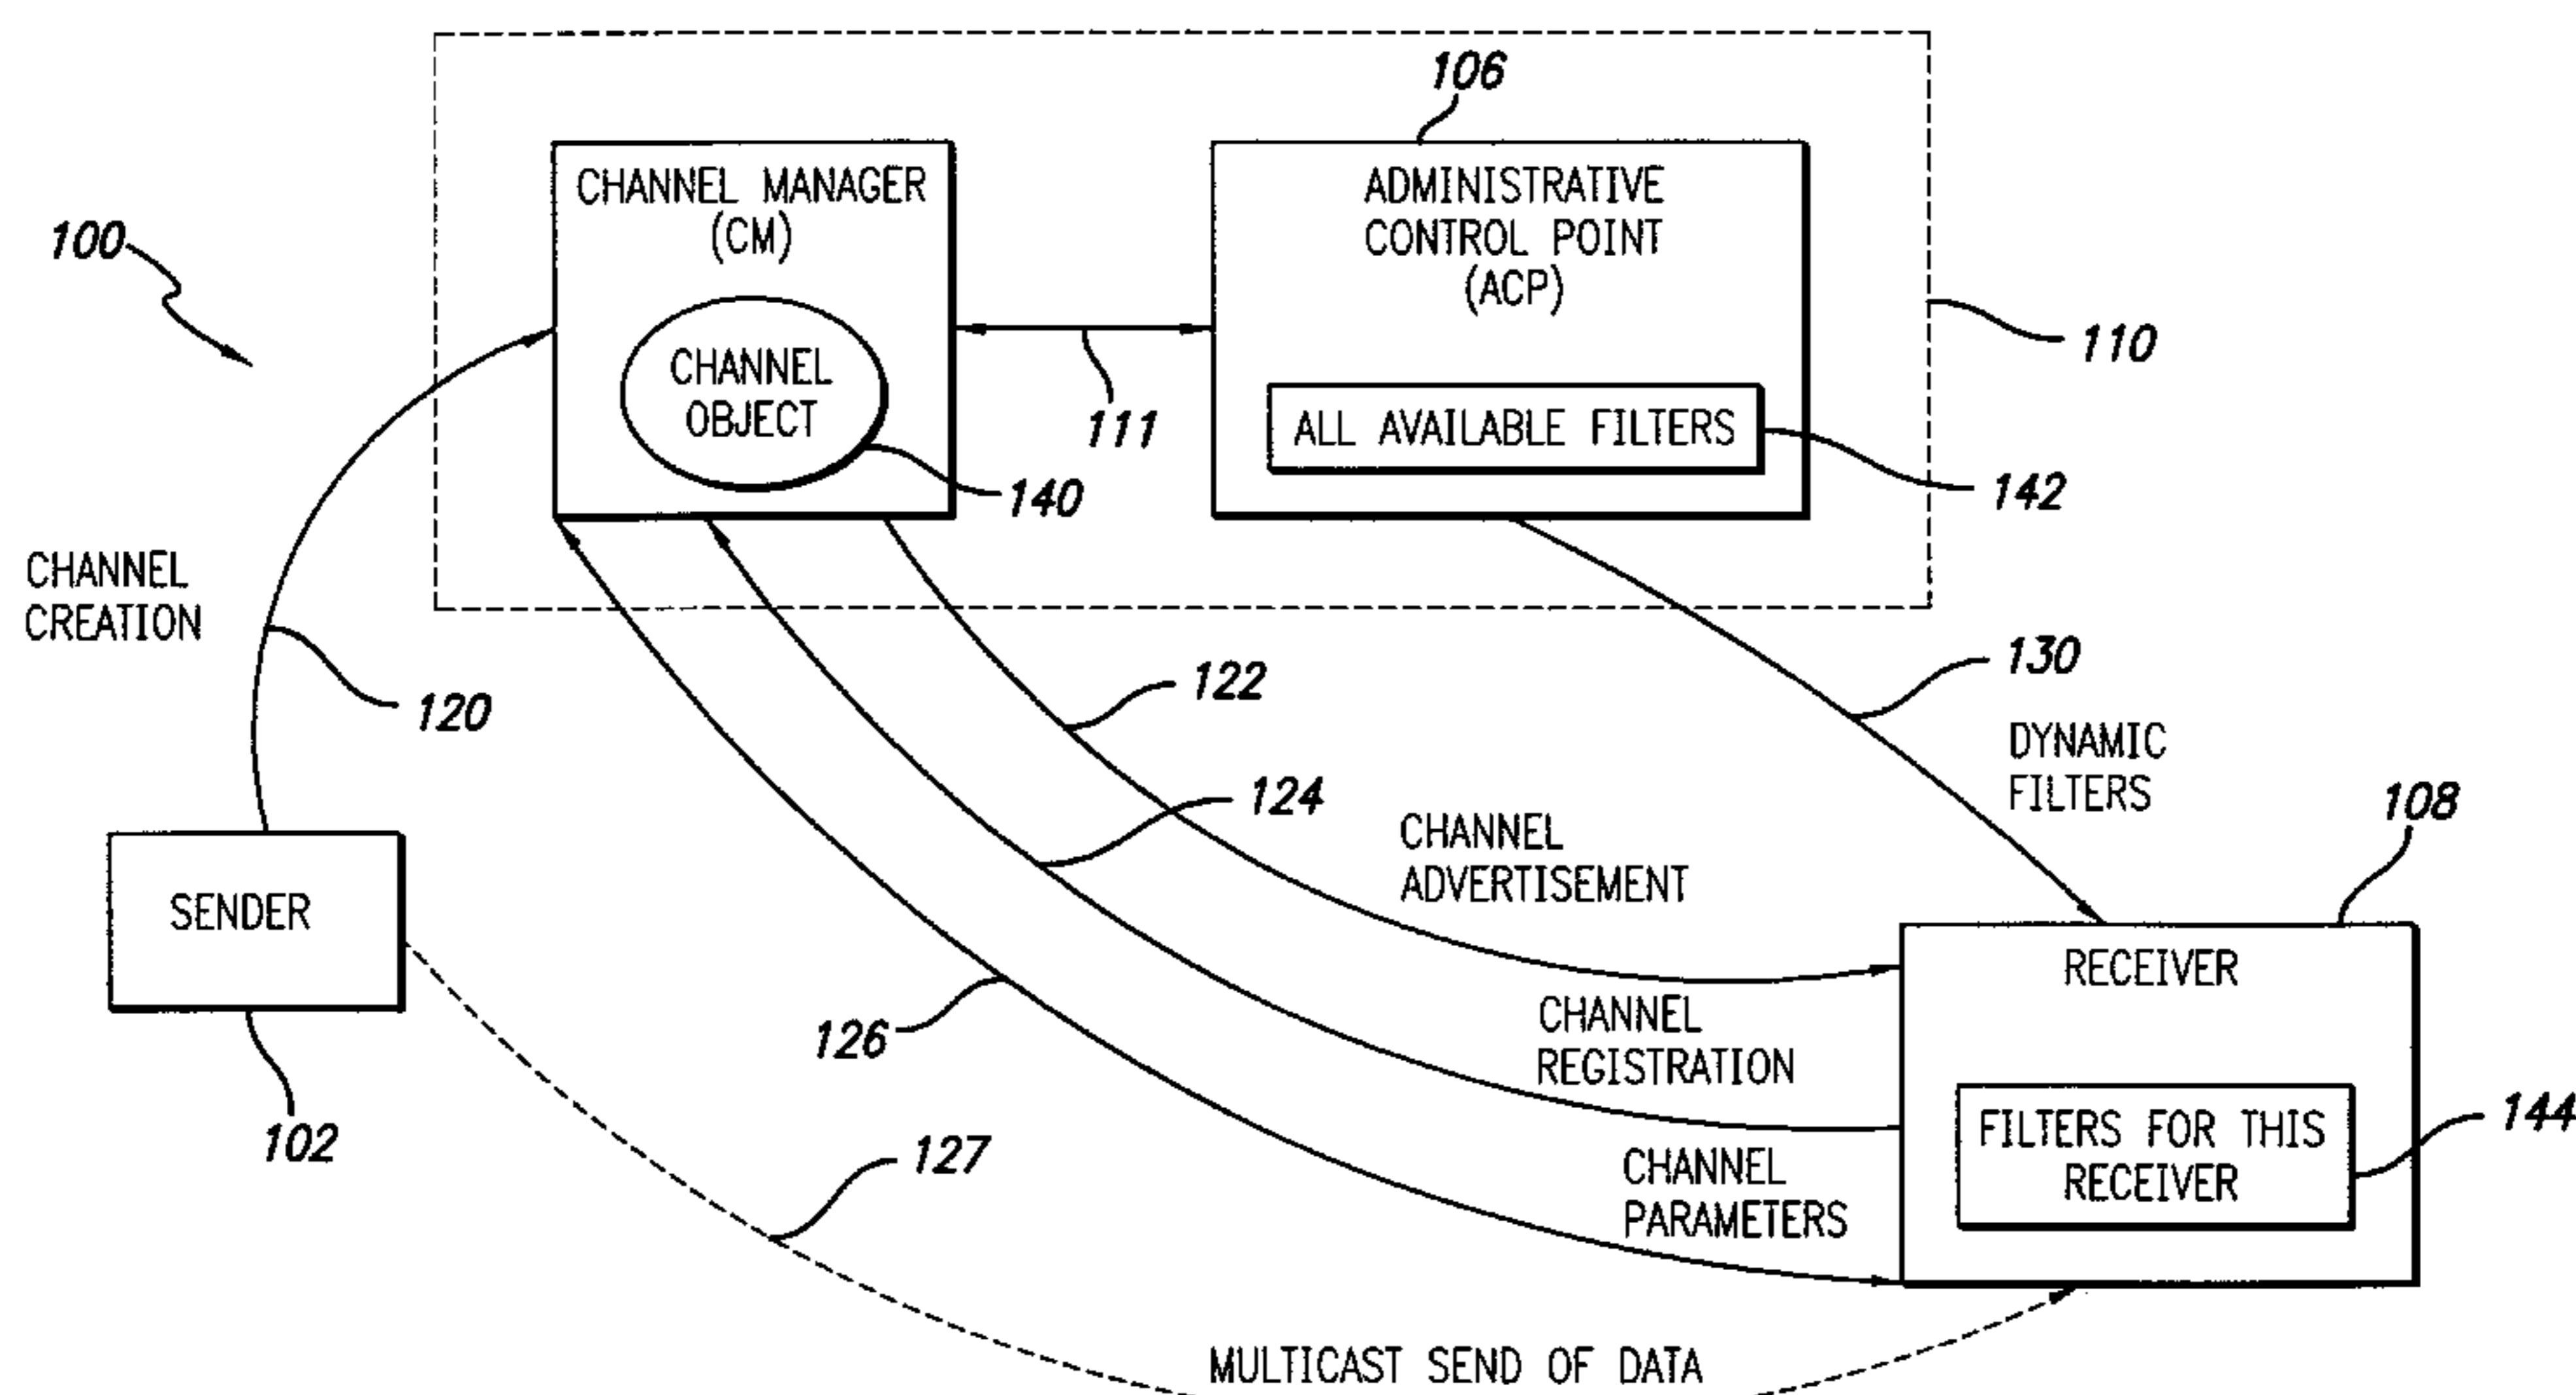 106
CHANNEL MANAGER
(CM)
ADMINISTRATIVE
CONTROL POINT
(ACP)
100
110
CHANNEL
OBJECT
111
ALL AVAILABLE FILTERS
140
142
CHANNEL
CREATION
120
122
130
DYNAMIC
FILTERS
124
108
CHANNEL
ADVERTISEMENT
SENDER
RECEIVER
126
CHANNEL
REGISTRATION
102
127
FILTERS FOR THIS
RECEIVER
144
CHANNEL
PARAMETERS
MULTICAST SEND OF DATA